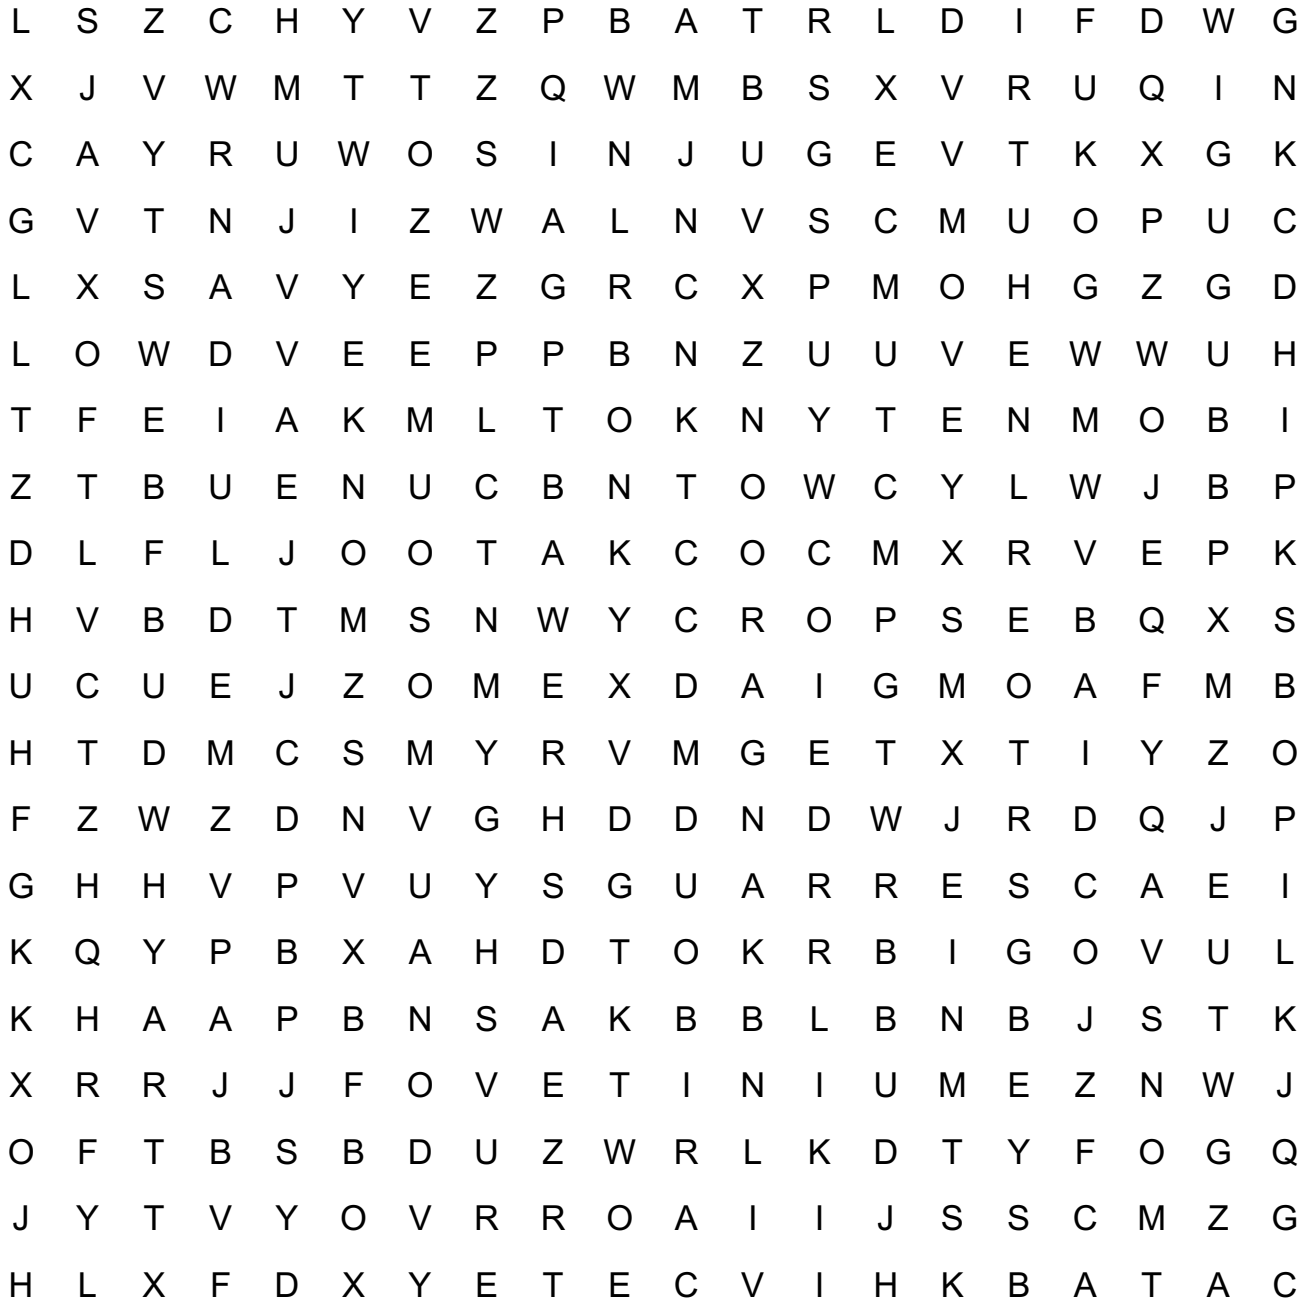 L S Z C H Y V Z P B A T R L D I F D W G
X J V W M T T Z Q W M B S X V R U Q I N
C A Y R U W O S I N J U G E V T K X G K
G V T N J I Z W A L N V S C M U O P U C
L X S A V Y E Z G R C X P M O H G Z G D
L O W D V E E P P B N Z U U V E W W U H
T F E I A K M L T O K N Y T E N M O B I
Z T B U E N U C B N T O W C Y L W J B P
D L F L J O O T A K C O C M X R V E P K
H V B D T M S N W Y C R O P S E B Q X S
U C U E J Z O M E X D A I G M O A F M B
H T D M C S M Y R V M G E T X T I Y Z O
F Z W Z D N V G H D D N D W J R D Q J P
G H H V P V U Y S G U A R R E S C A E I
K Q Y P B X A H D T O K R B I G O V U L
K H A A P B N S A K B B L B N B J S T K
X R R J J F O V E T I N I U M E Z N W J
O F T B S B D U Z W R L K D T Y F O G Q
J Y T V Y O V R R O A I I J S S C M Z G
H L X F D X Y E T E C V I H K B A T A C